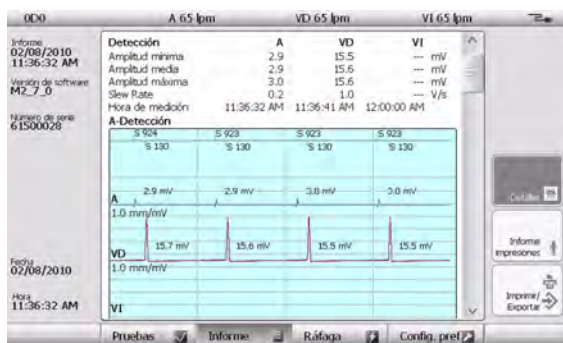 0D0 A 65 lpm VD 65 lpm VI 65 lpm
Informe
02/08/2010
11:36:32 AM
Versión de software
M2_7_0
Número de serie
61500028
Detección A VD VI
Amplitud mínima 2.9 15.5 --- mV
Amplitud media 2.9 15.6 --- mV
Amplitud máxima 3.0 15.6 --- mV
Slew Rate 0.2 1.0 --- V/s
Hora de medición 11:36:32 AM 11:36:41 AM 12:00:00 AM
A-Detección
S 924 S 923 S 923 S 923
S 130 S 130 S 130 S 130
2.9 mV 2.9 mV 3.0 mV 3.0 mV
A
1.0 mm/mV
15.7 mV 15.6 mV 15.5 mV 15.5 mV
VD
1.0 mm/mV
VI
Fecha
02/08/2010
Hora
11:36:32 AM
Detalles
Informe
impresiones
Imprimir/
Exportar
Pruebas Informe Ráfaga Config. pref